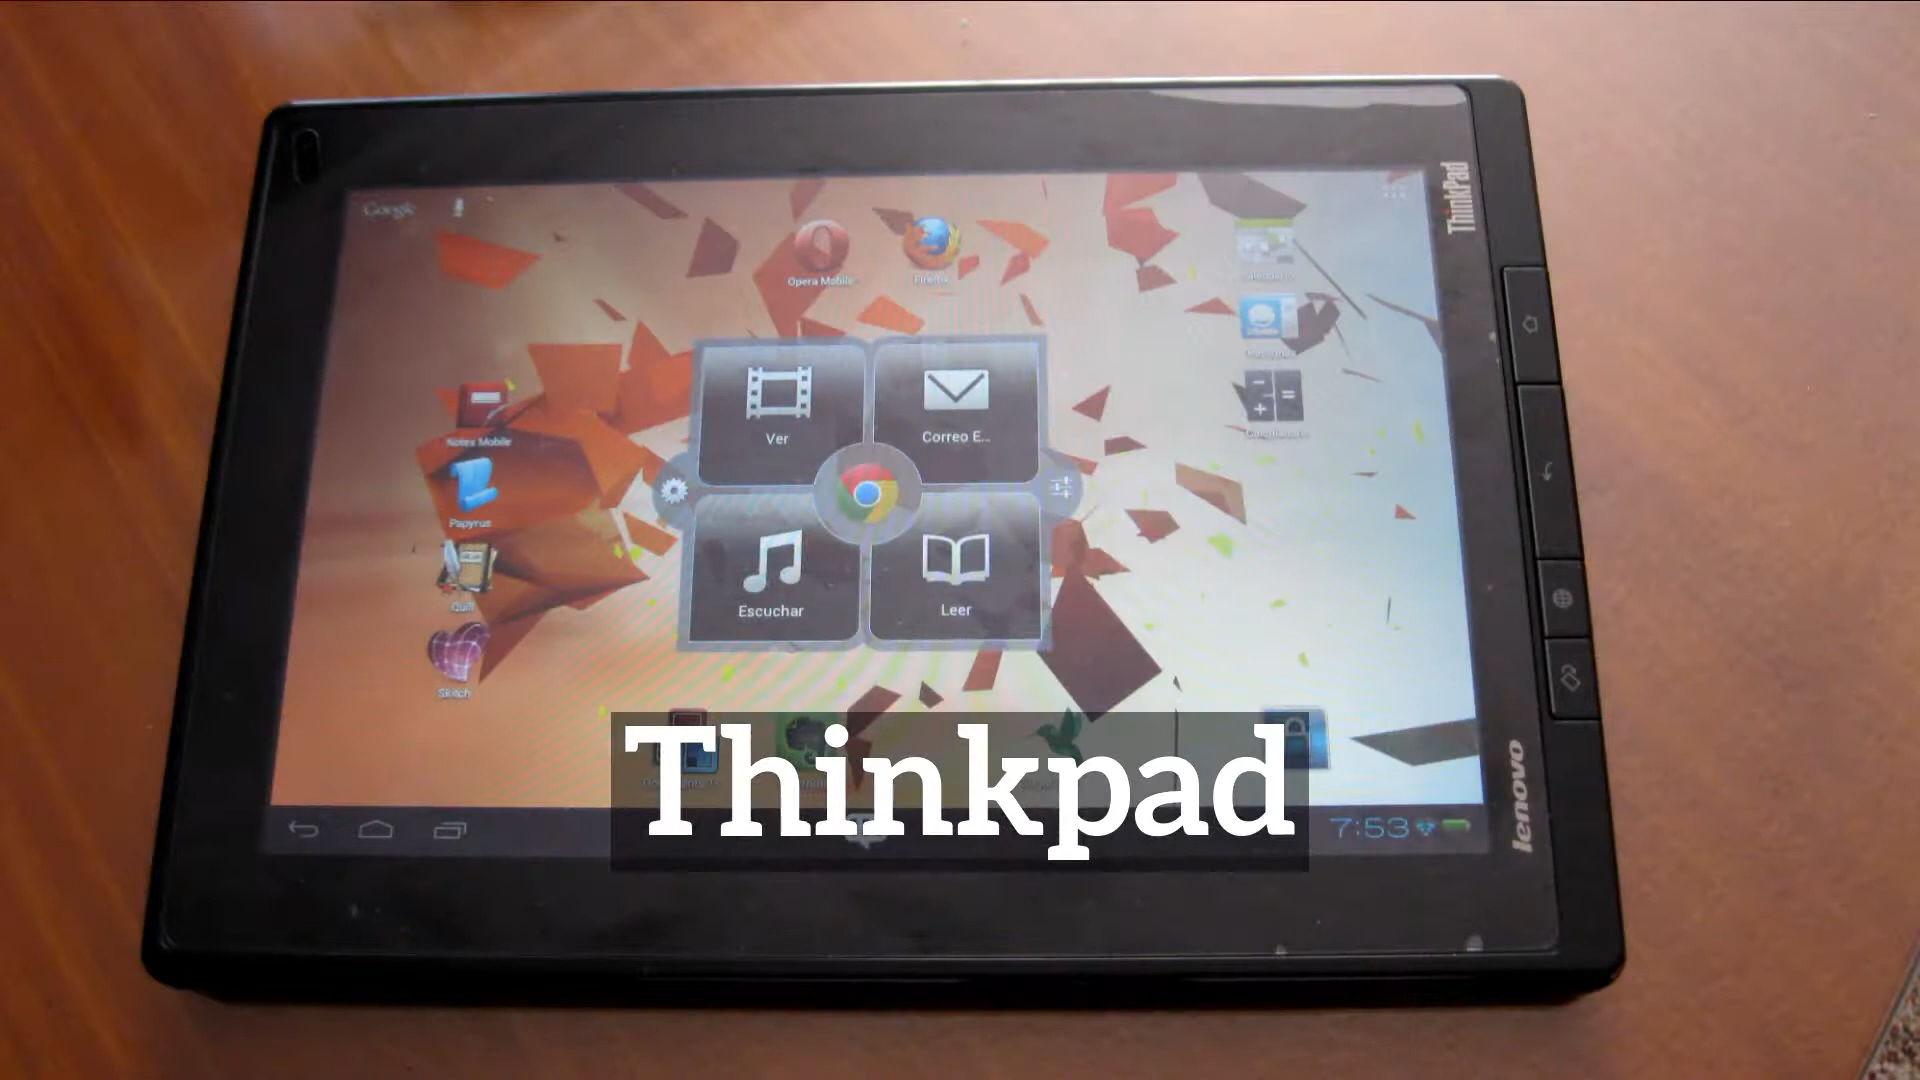 Google
ThinkPad
Opera Mobile
Firefox
Ver
Correo E...
Notes Mobile
Papyrus
Escuchar
Leer
Quill
Skitch
Thinkpad
7:53
lenovo